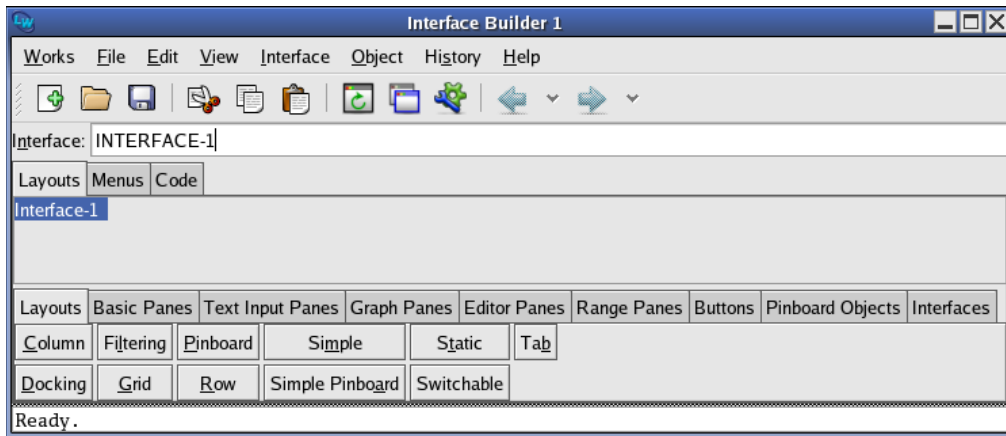 LW Interface Builder 1
Works File Edit View Interface Object History Help
Interface: INTERFACE-1
Layouts Menus Code
Interface-1
Layouts Basic Panes Text Input Panes Graph Panes Editor Panes Range Panes Buttons Pinboard Objects Interfaces
Column Filtering Pinboard Simple Static Tab
Docking Grid Row Simple Pinboard Switchable
Ready.